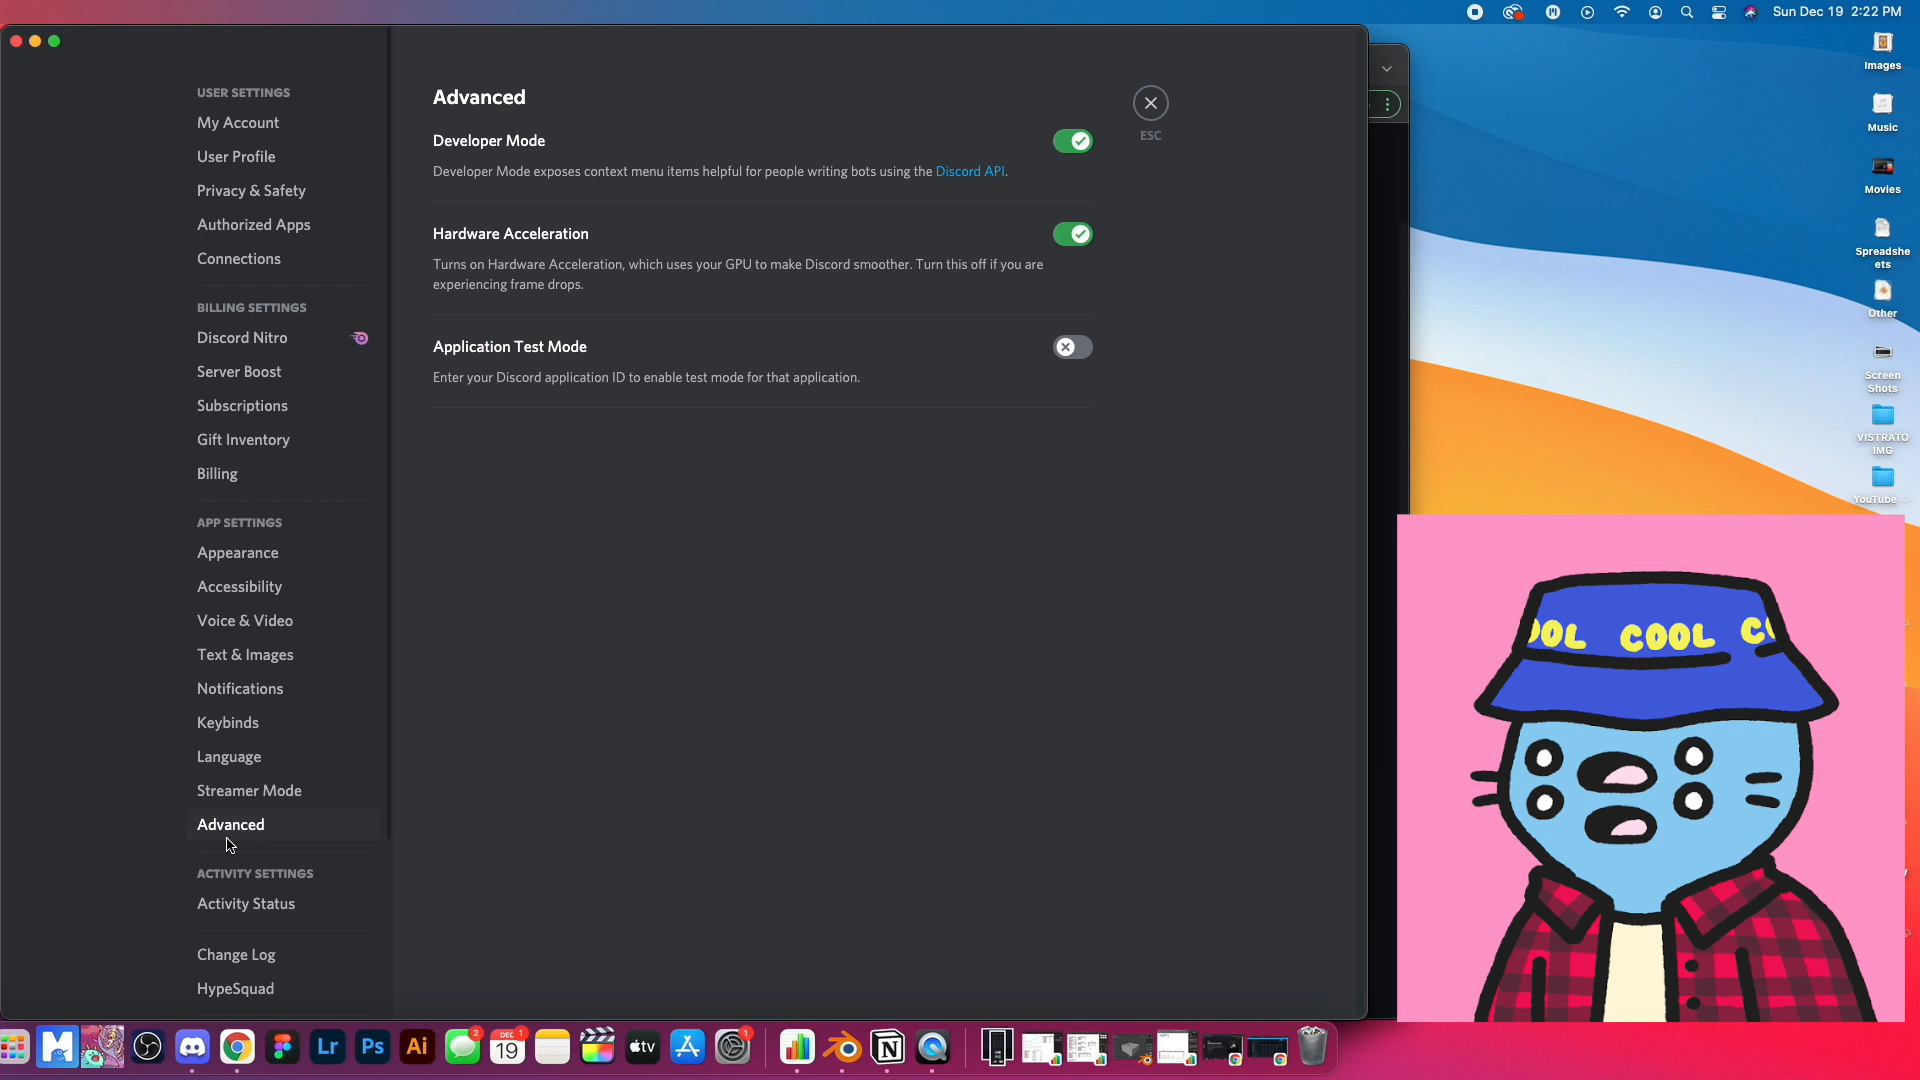 Sun Dec 19 2:22 PM
USER SETTINGS
My Account
User Profile
Privacy & Safety
Authorized Apps
Connections
BILLING SETTINGS
Discord Nitro
Server Boost
Subscriptions
Gift Inventory
Billing
APP SETTINGS
Appearance
Accessibility
Voice & Video
Text & Images
Notifications
Keybinds
Language
Streamer Mode
Advanced
ACTIVITY SETTINGS
Activity Status
Change Log
HypeSquad
Advanced
ESC
Developer Mode
Developer Mode exposes context menu items helpful for people writing bots using the Discord API.
Hardware Acceleration
Turns on Hardware Acceleration, which uses your GPU to make Discord smoother. Turn this off if you are
experiencing frame drops.
Application Test Mode
Enter your Discord application ID to enable test mode for that application.
Images
Music
Movies
Spreadshe
ets
Other
Screen
Shots
VISTRATO
IMG
YouTube
OOL COOL CO
Lr
Ps
Ai
2
DEC
1
19
tv
1